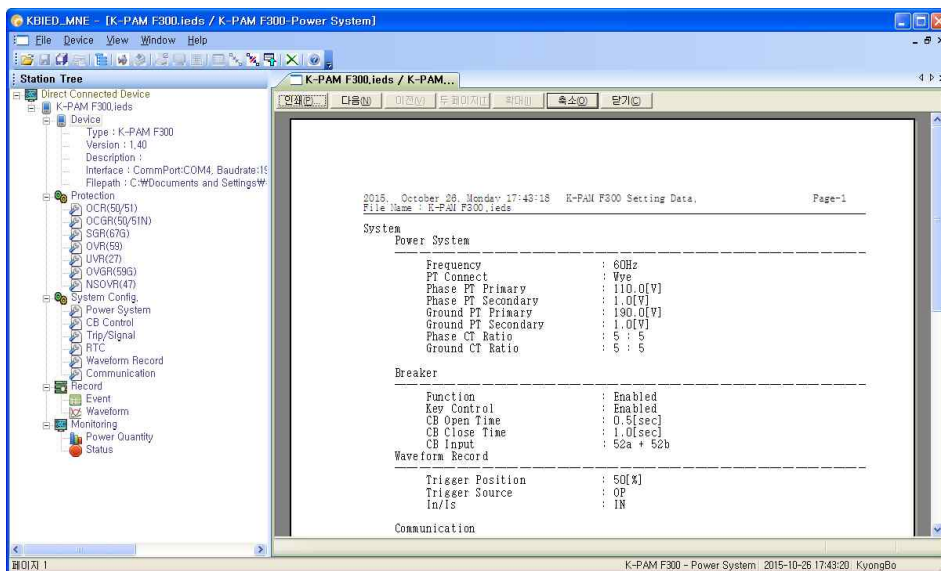 KBIED_MNE - [K-PAM F300.ieds / K-PAM F300-Power System]
File Device View Window Help
Station Tree
Direct Connected Device
K-PAM F300.ieds
Device
Type : K-PAM F300
Version : 1.40
Description :
Interface : CommPort:COM4, Baudrate:19
Filepath : C:₩Documents and Settings₩
Protection
OCR(50/51)
OCGR(50/51N)
SGR(67G)
OVR(59)
UVR(27)
OVGR(59G)
NSOVR(47)
System Config.
Power System
CB Control
Trip/Signal
RTC
Waveform Record
Communication
Record
Event
Waveform
Monitoring
Power Quantity
Status
K-PAM F300.ieds / K-PAM...
인쇄(P)... 다음(N) 이전(V) 두 페이지(T) 확대(I) 축소(O) 닫기(C)
2015. October 26. Monday 17:43:18 K-PAM F300 Setting Data. Page-1
File Name : K-PAM F300.ieds
System
Power System
Frequency : 60Hz
PT Connect : Wye
Phase PT Primary : 110.0[V]
Phase PT Secondary : 1.0[V]
Ground PT Primary : 190.0[V]
Ground PT Secondary : 1.0[V]
Phase CT Ratio : 5 : 5
Ground CT Ratio : 5 : 5
Breaker
Function : Enabled
Key Control : Enabled
CB Open Time : 0.5[sec]
CB Close Time : 1.0[sec]
CB Input : 52a + 52b
Waveform Record
Trigger Position : 50[%]
Trigger Source : OP
In/Is : IN
Communication
페이지 1
K-PAM F300 - Power System 2015-10-26 17:43:20 KyongBo